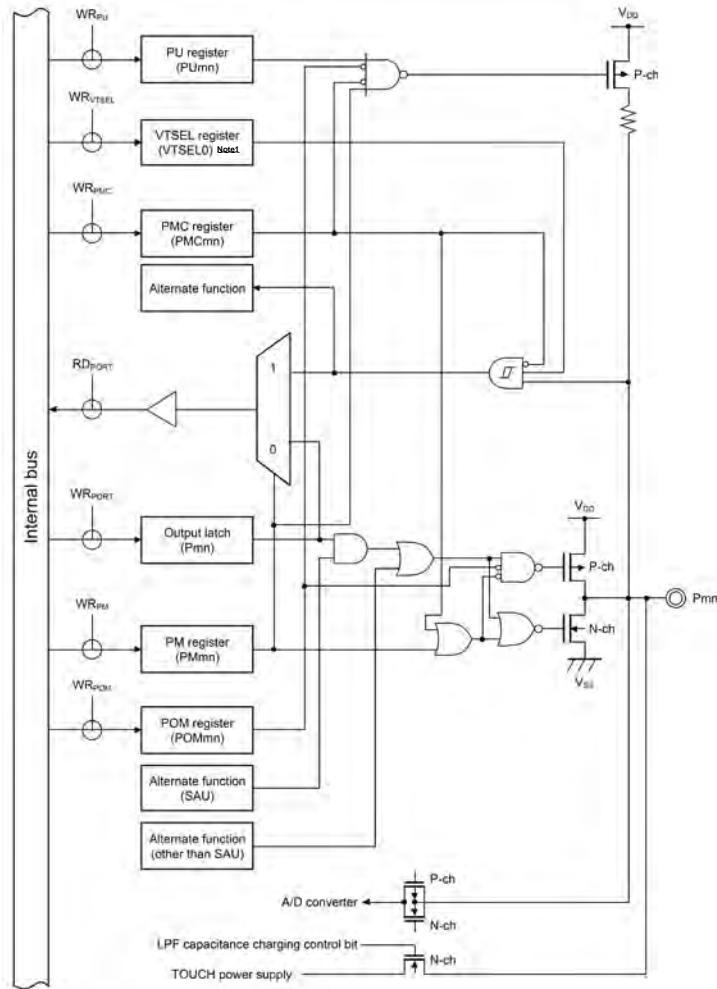 WRPU
PU register
(PUmn)
VDD
P-ch
WRVTSEL
VTSEL register
(VTSEL0) Note1
WRPMC
PMC register
(PMCmn)
Alternate function
RDPORT
1
0
Internal bus
WRPORT
Output latch
(Pmn)
VDD
P-ch
Pmn
N-ch
VSS
WRPM
PM register
(PMmn)
WRPOM
POM register
(POMmn)
Alternate function
(SAU)
Alternate function
(other than SAU)
P-ch
A/D converter
N-ch
LPF capacitance charging control bit
N-ch
TOUCH power supply